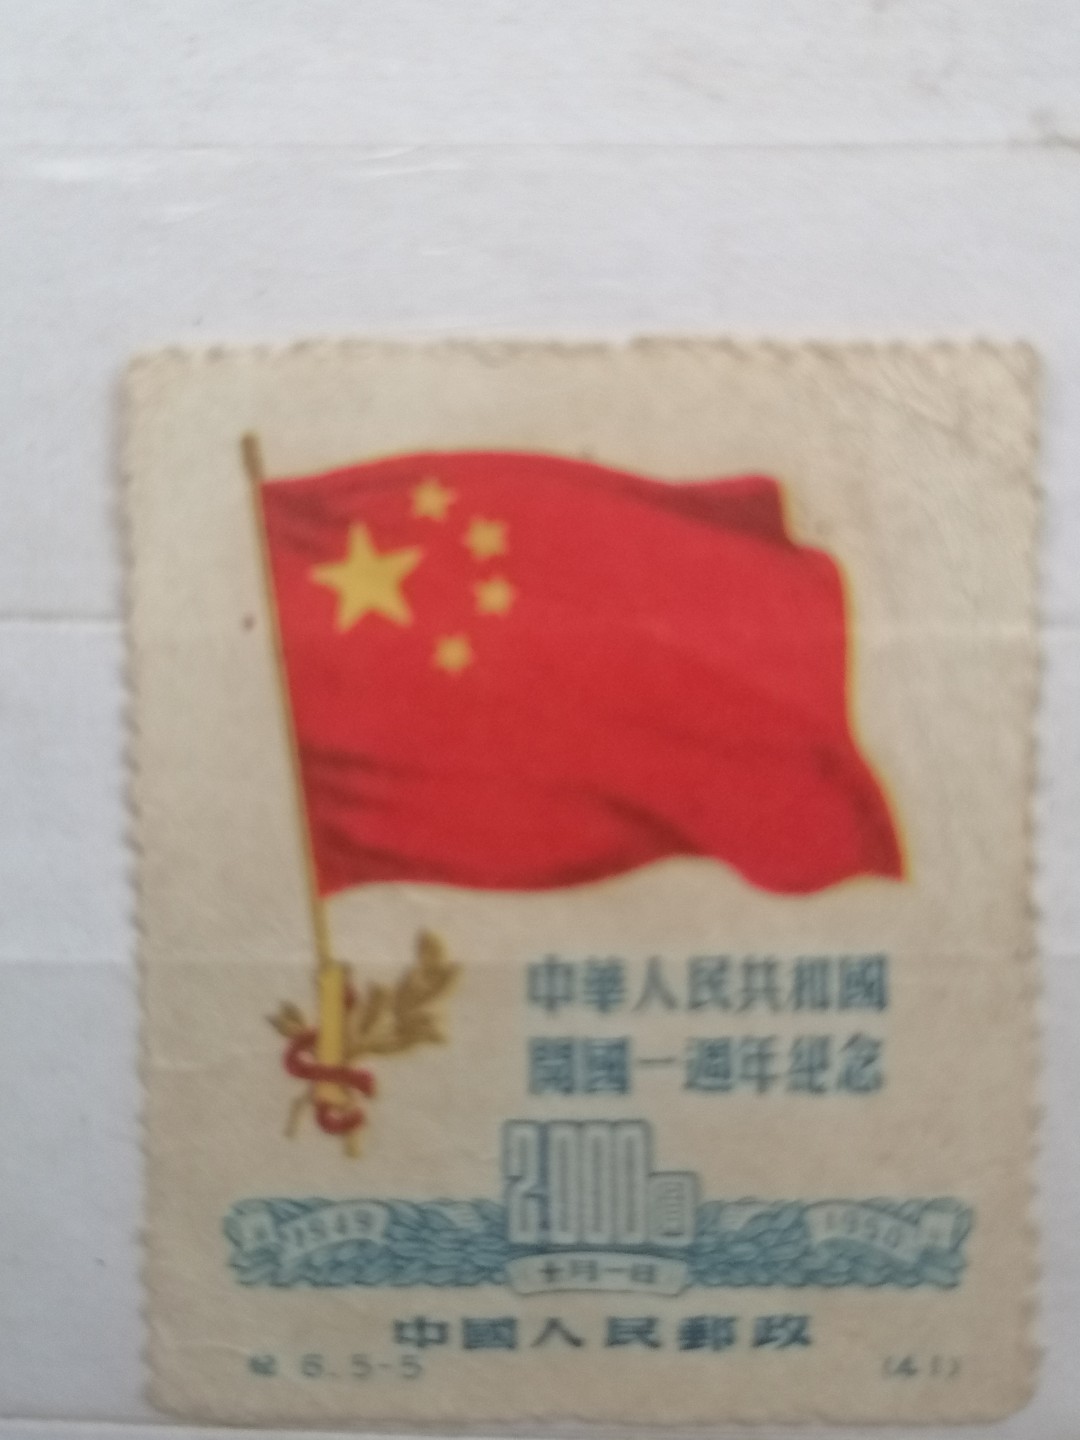 中華人民共和國
開國一週年紀念
2000圓
1949 1950
十月一日
中國人民郵政
紀 6.5-5 (41)